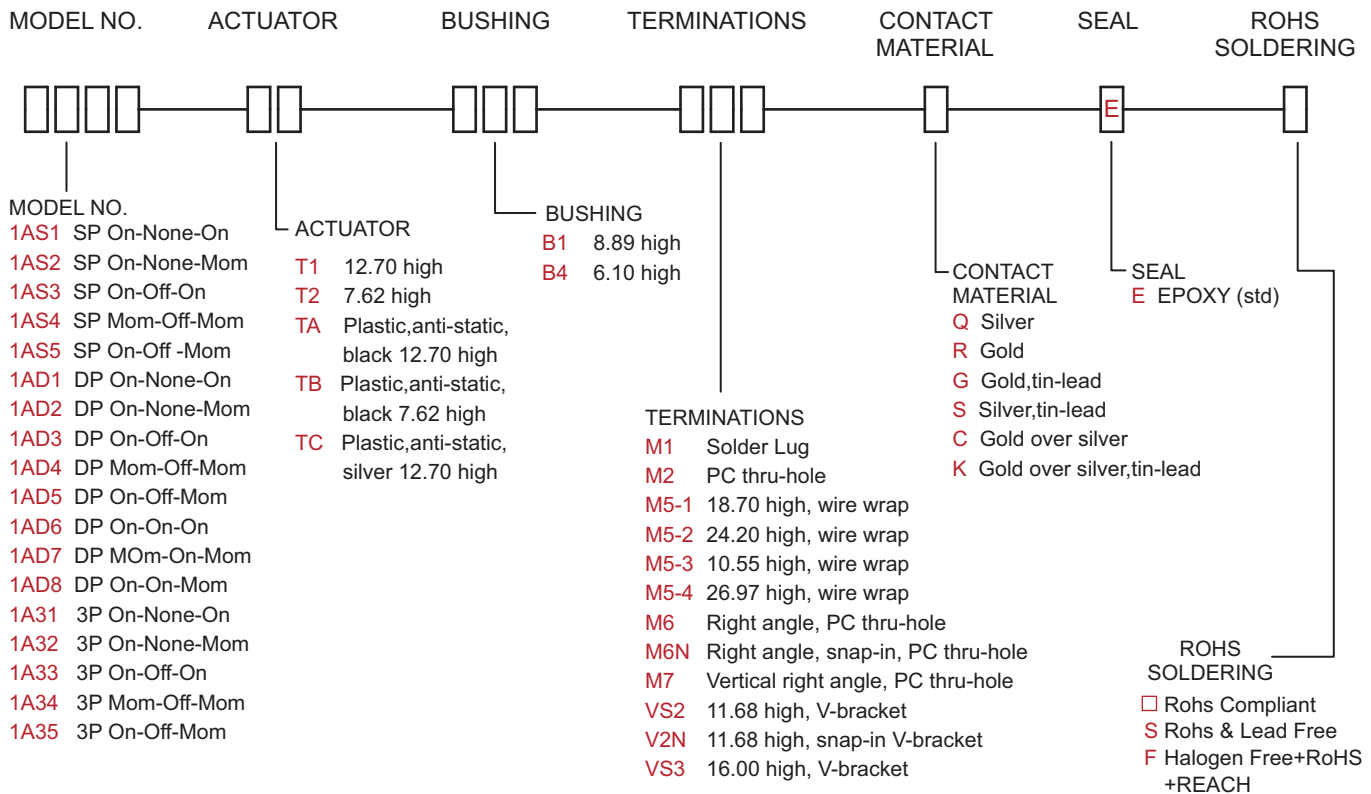 MODEL NO.
ACTUATOR
BUSHING
TERMINATIONS
CONTACT
MATERIAL
SEAL
ROHS
SOLDERING
E
MODEL NO.
1AS1 SP On-None-On
1AS2 SP On-None-Mom
1AS3 SP On-Off-On
1AS4 SP Mom-Off-Mom
1AS5 SP On-Off -Mom
1AD1 DP On-None-On
1AD2 DP On-None-Mom
1AD3 DP On-Off-On
1AD4 DP Mom-Off-Mom
1AD5 DP On-Off-Mom
1AD6 DP On-On-On
1AD7 DP MOm-On-Mom
1AD8 DP On-On-Mom
1A31 3P On-None-On
1A32 3P On-None-Mom
1A33 3P On-Off-On
1A34 3P Mom-Off-Mom
1A35 3P On-Off-Mom
ACTUATOR
T1 12.70 high
T2 7.62 high
TA Plastic,anti-static,
black 12.70 high
TB Plastic,anti-static,
black 7.62 high
TC Plastic,anti-static,
silver 12.70 high
BUSHING
B1 8.89 high
B4 6.10 high
TERMINATIONS
M1 Solder Lug
M2 PC thru-hole
M5-1 18.70 high, wire wrap
M5-2 24.20 high, wire wrap
M5-3 10.55 high, wire wrap
M5-4 26.97 high, wire wrap
M6 Right angle, PC thru-hole
M6N Right angle, snap-in, PC thru-hole
M7 Vertical right angle, PC thru-hole
VS2 11.68 high, V-bracket
V2N 11.68 high, snap-in V-bracket
VS3 16.00 high, V-bracket
CONTACT
MATERIAL
Q Silver
R Gold
G Gold,tin-lead
S Silver,tin-lead
C Gold over silver
K Gold over silver,tin-lead
SEAL
E EPOXY (std)
ROHS
SOLDERING
Rohs Compliant
S Rohs & Lead Free
F Halogen Free+RoHS
+REACH